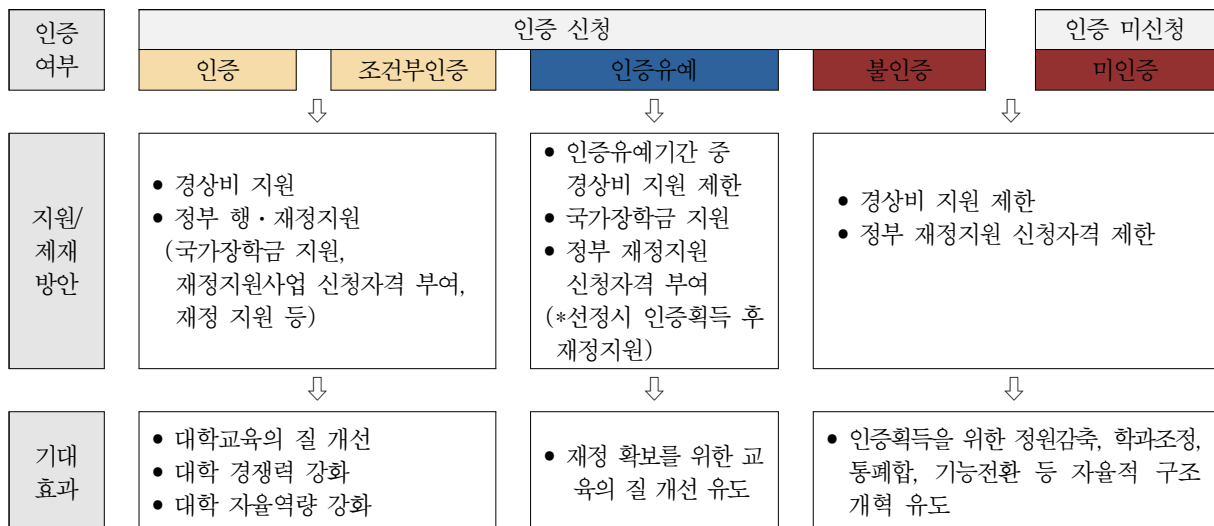 인증
여부
인증 신청
인증 미신청
인증
조건부인증
인증유예
불인증
미인증
지원/
제재
방안
• 경상비 지원
• 정부 행·재정지원
(국가장학금 지원,
재정지원사업 신청자격 부여,
재정 지원 등)
• 인증유예기간 중
경상비 지원 제한
• 국가장학금 지원
• 정부 재정지원
신청자격 부여
(*선정시 인증획득 후
재정지원)
• 경상비 지원 제한
• 정부 재정지원 신청자격 제한
기대
효과
• 대학교육의 질 개선
• 대학 경쟁력 강화
• 대학 자율역량 강화
• 재정 확보를 위한 교
육의 질 개선 유도
• 인증획득을 위한 정원감축, 학과조정,
통폐합, 기능전환 등 자율적 구조
개혁 유도